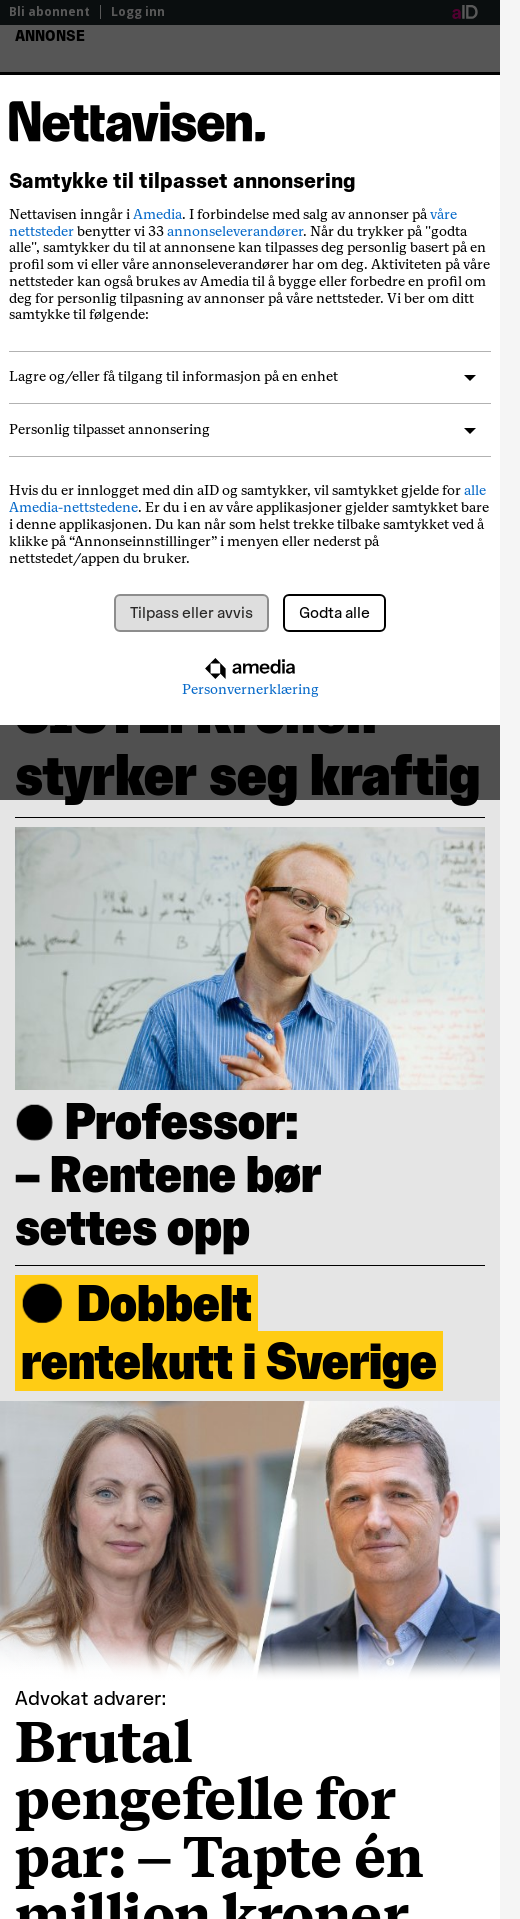 Bli abonnent | Logg inn
aID
ANNONSE
Nettavisen.
Samtykke til tilpasset annonsering
Nettavisen inngår i Amedia. I forbindelse med salg av annonser på våre
nettsteder benytter vi 33 annonseleverandører. Når du trykker på "godta
alle", samtykker du til at annonsene kan tilpasses deg personlig basert på en
profil som vi eller våre annonseleverandører har om deg. Aktiviteten på våre
nettsteder kan også brukes av Amedia til å bygge eller forbedre en profil om
deg for personlig tilpasning av annonser på våre nettsteder. Vi ber om ditt
samtykke til følgende:
Lagre og/eller få tilgang til informasjon på en enhet
Personlig tilpasset annonsering
Hvis du er innlogget med din aID og samtykker, vil samtykket gjelde for alle
Amedia-nettstedene. Er du i en av våre applikasjoner gjelder samtykket bare
i denne applikasjonen. Du kan når som helst trekke tilbake samtykket ved å
klikke på “Annonseinnstillinger” i menyen eller nederst på
nettstedet/appen du bruker.
Tilpass eller avvis
Godta alle
amedia
Personvernerklæring
styrker seg kraftig
Professor:
– Rentene bør
settes opp
Dobbelt
rentekutt i Sverige
Advokat advarer:
Brutal
pengefelle for
par: – Tapte én
million kroner